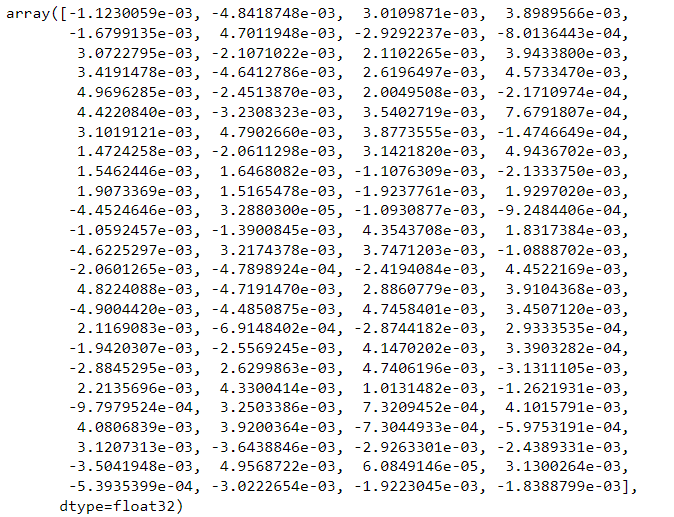 array([-1.1230059e-03, -4.8418748e-03, 3.0109871e-03, 3.8989566e-03,
-1.6799135e-03, 4.7011948e-03, -2.9292237e-03, -8.0136443e-04,
3.0722795e-03, -2.1071022e-03, 2.1102265e-03, 3.9433800e-03,
3.4191478e-03, -4.6412786e-03, 2.6196497e-03, 4.5733470e-03,
4.9696285e-03, -2.4513870e-03, 2.0049508e-03, -2.1710974e-04,
4.4220840e-03, -3.2308323e-03, 3.5402719e-03, 7.6791807e-04,
3.1019121e-03, 4.7902660e-03, 3.8773555e-03, -1.4746649e-04,
1.4724258e-03, -2.0611298e-03, 3.1421820e-03, 4.9436702e-03,
1.5462446e-03, 1.6468082e-03, -1.1076309e-03, -2.1333750e-03,
1.9073369e-03, 1.5165478e-03, -1.9237761e-03, 1.9297020e-03,
-4.4524646e-03, 3.2880300e-05, -1.0930877e-03, -9.2484406e-04,
-1.0592457e-03, -1.3900845e-03, 4.3543708e-03, 1.8317384e-03,
-4.6225297e-03, 3.2174378e-03, 3.7471203e-03, -1.0888702e-03,
-2.0601265e-03, -4.7898924e-04, -2.4194084e-03, 4.4522169e-03,
4.8224088e-03, -4.7191470e-03, 2.8860779e-03, 3.9104368e-03,
-4.9004420e-03, -4.4850875e-03, 4.7458401e-03, 3.4507120e-03,
2.1169083e-03, -6.9148402e-04, -2.8744182e-03, 2.9333535e-04,
-1.9420307e-03, -2.5569245e-03, 4.1470202e-03, 3.3903282e-04,
-2.8845295e-03, 2.6299863e-03, 4.7406196e-03, -3.1311105e-03,
2.2135696e-03, 4.3300414e-03, 1.0131482e-03, -1.2621931e-03,
-9.7979524e-04, 3.2503386e-03, 7.3209452e-04, 4.1015791e-03,
4.0806839e-03, 3.9200364e-03, -7.3044933e-04, -5.9753191e-04,
3.1207313e-03, -3.6438846e-03, -2.9263301e-03, -2.4389331e-03,
-3.5041948e-03, 4.9568722e-03, 6.0849146e-05, 3.1300264e-03,
-5.3935399e-04, -3.0222654e-03, -1.9223045e-03, -1.8388799e-03],
dtype=float32)